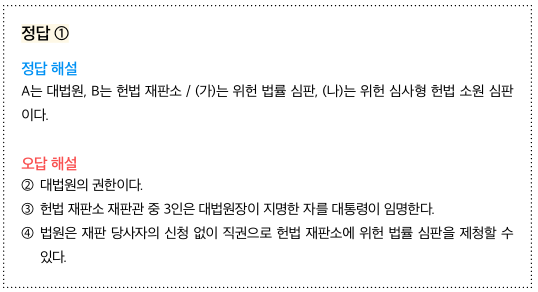 정답 ①
정답 해설
A는 대법원, B는 헌법 재판소 / (가)는 위헌 법률 심판, (나)는 위헌 심사형 헌법 소원 심판
이다.
오답 해설
② 대법원의 권한이다.
③ 헌법 재판소 재판관 중 3인은 대법원장이 지명한 자를 대통령이 임명한다.
④ 법원은 재판 당사자의 신청 없이 직권으로 헌법 재판소에 위헌 법률 심판을 제청할 수
있다.